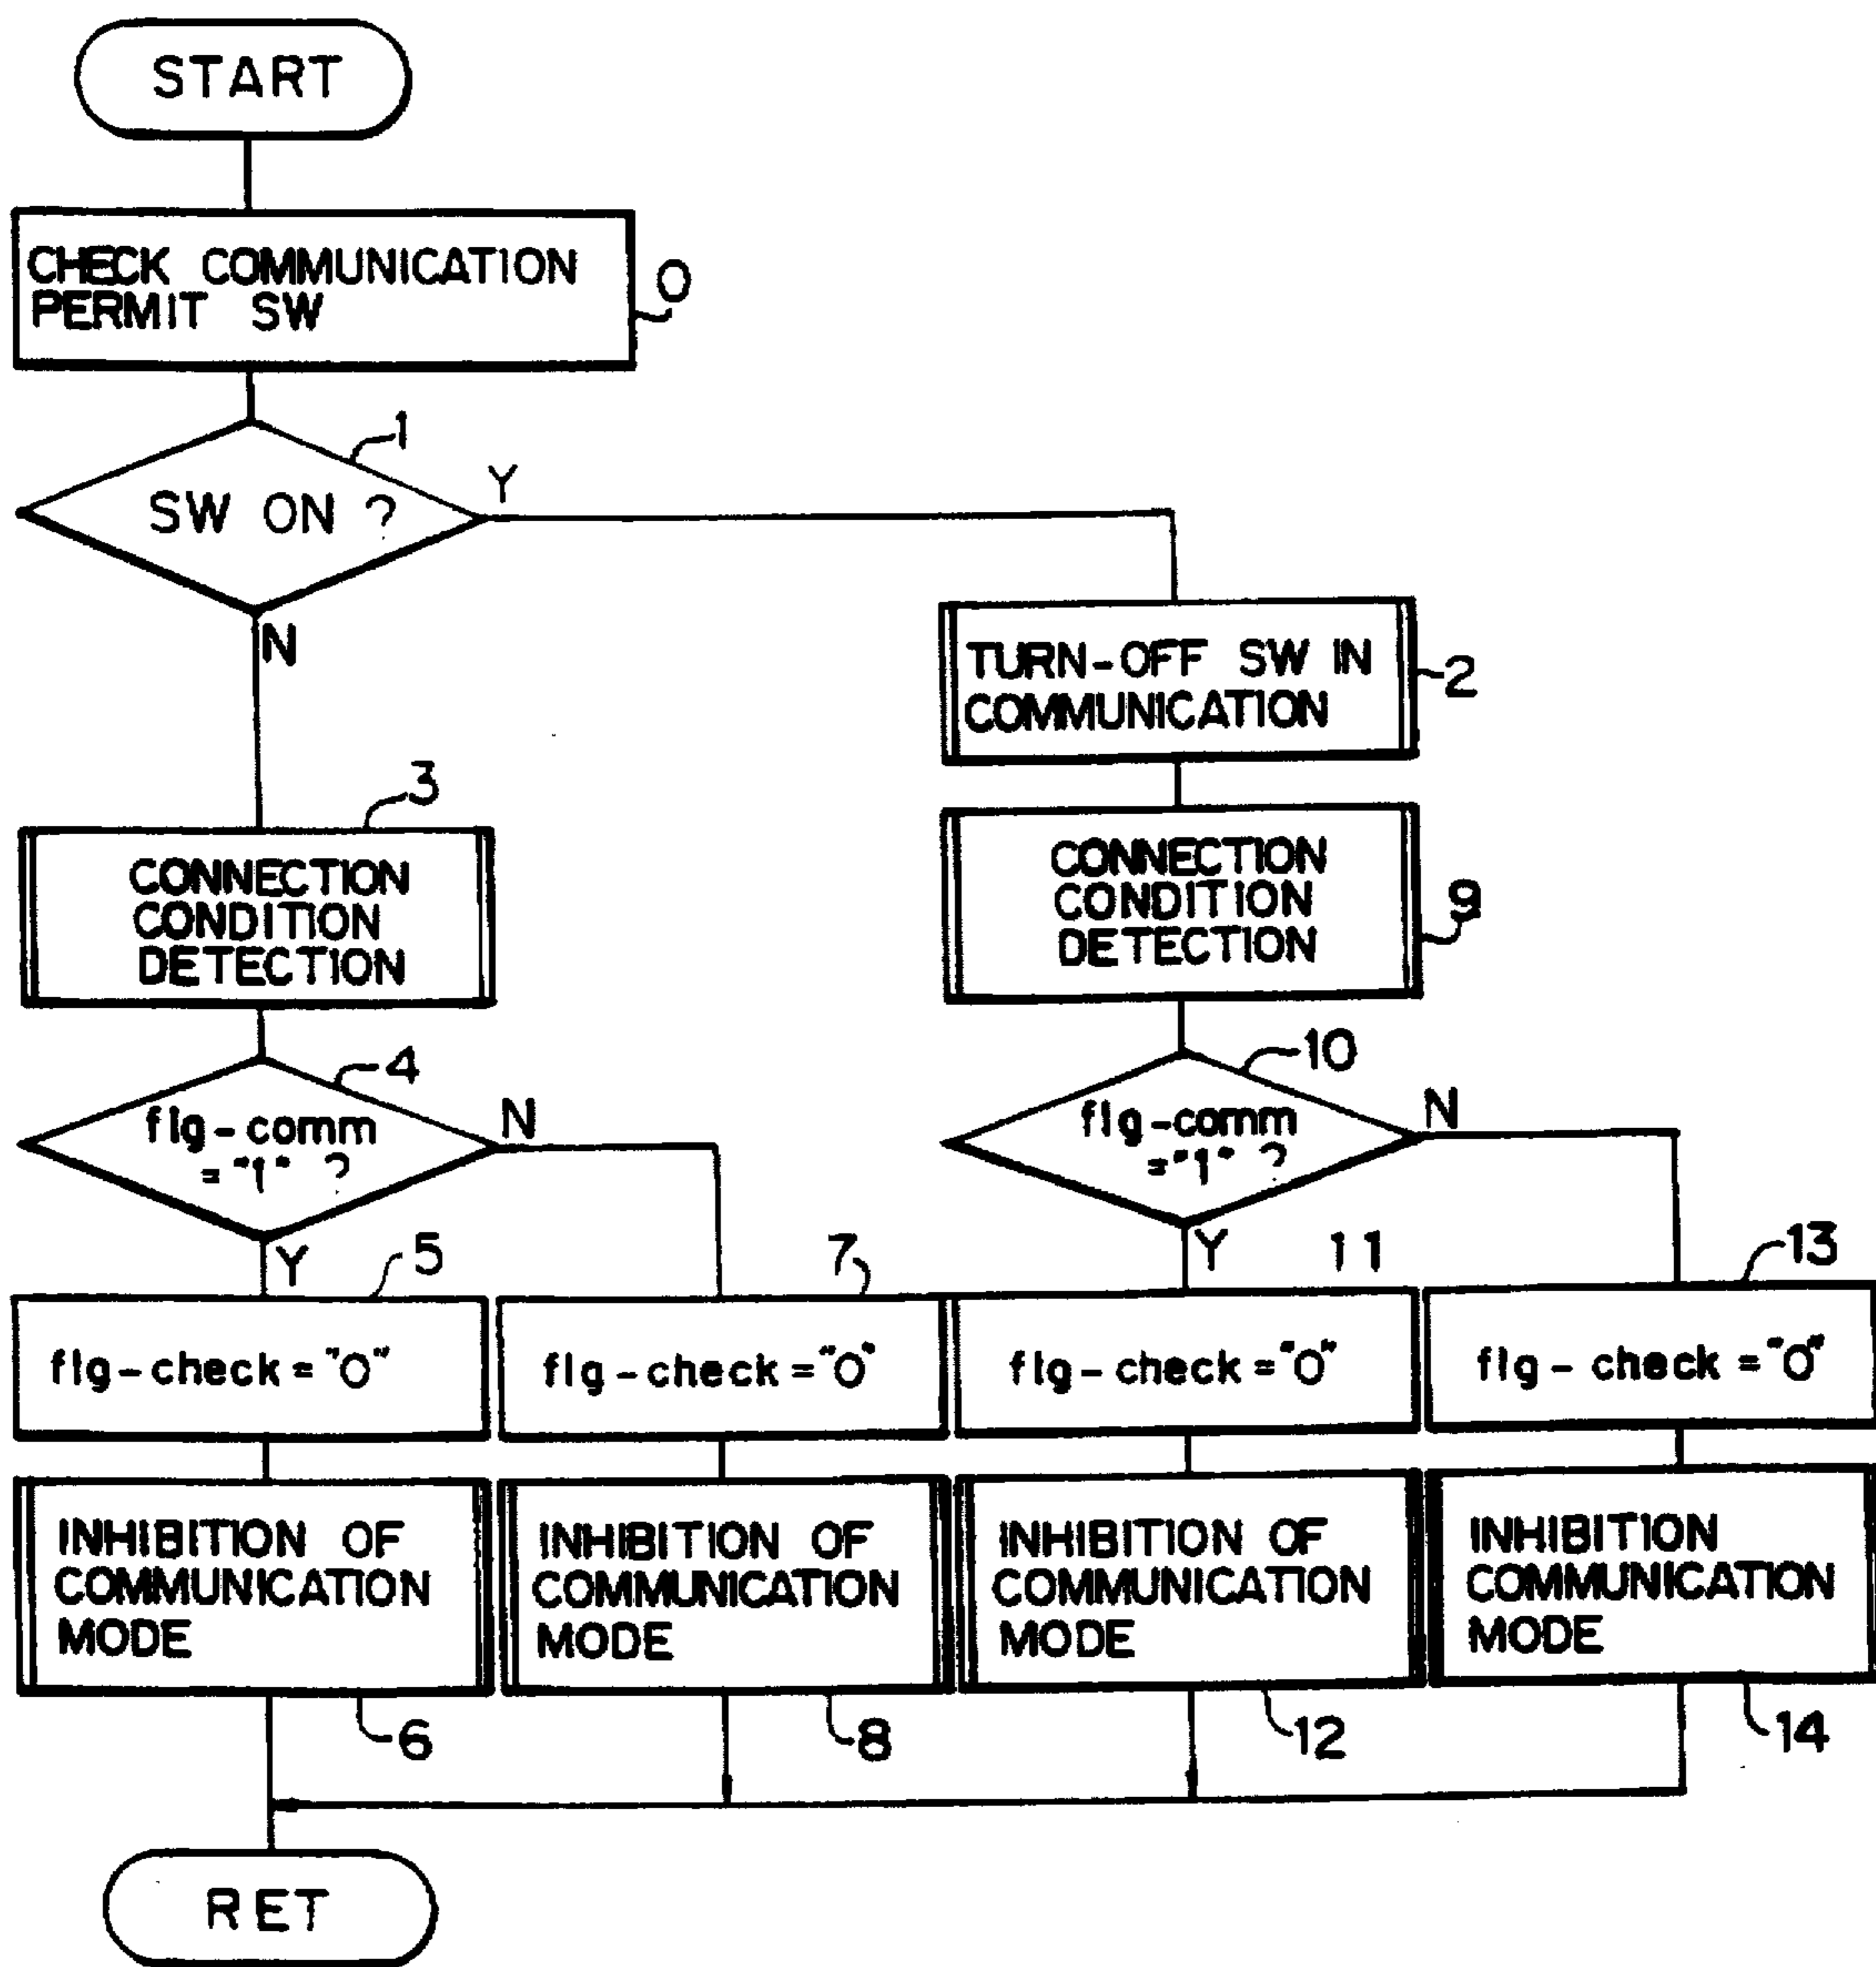 START
CHECK COMMUNICATION
PERMIT SW
0
1
SW ON ?
Y
N
TURN-OFF SW IN
COMMUNICATION
2
3
CONNECTION
CONDITION
DETECTION
CONNECTION
CONDITION
DETECTION
9
4
flg-comm
="1" ?
N
Y
10
flg-comm
="1" ?
N
Y
5
7
11
13
flg-check="0"
flg-check="0"
flg-check="0"
flg-check="0"
INHIBITION OF
COMMUNICATION
MODE
6
INHIBITION OF
COMMUNICATION
MODE
8
INHIBITION OF
COMMUNICATION
MODE
12
INHIBITION
COMMUNICATION
MODE
14
RET